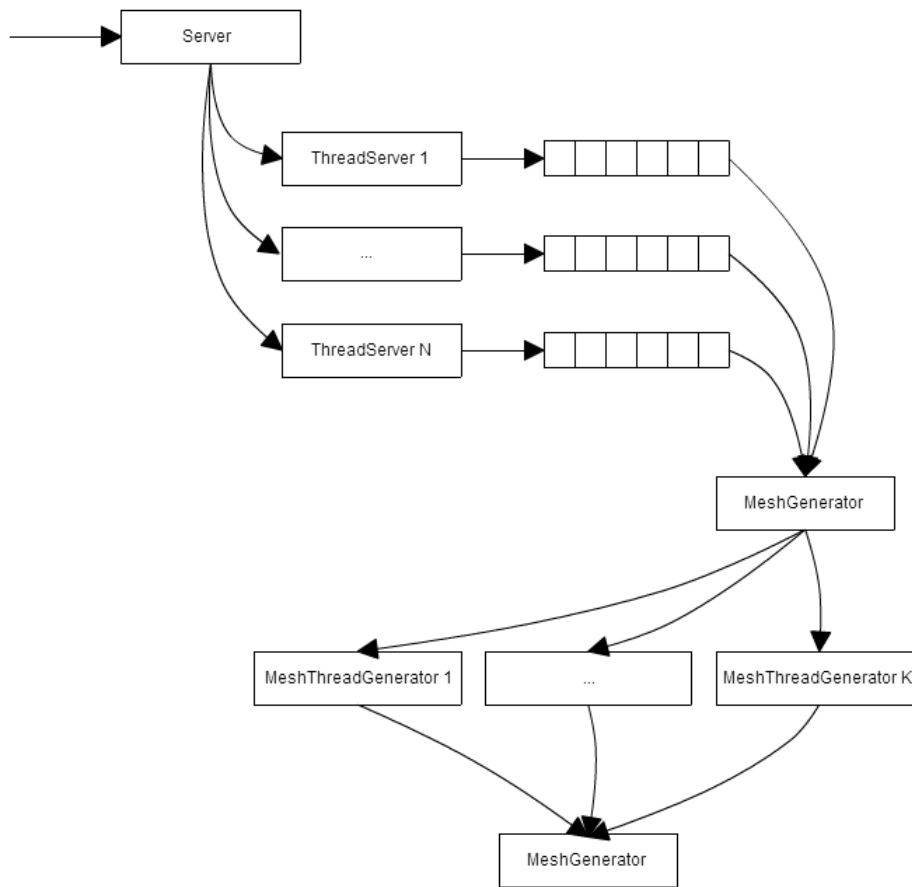 Server
ThreadServer 1
...
ThreadServer N
MeshGenerator
MeshThreadGenerator 1
...
MeshThreadGenerator K
MeshGenerator